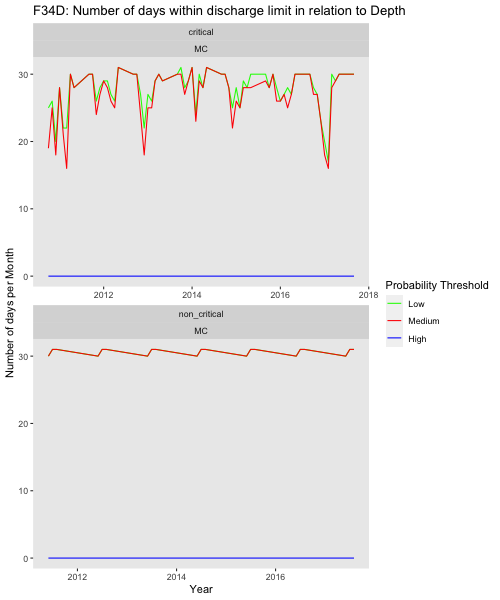 F34D: Number of days within discharge limit in relation to Depth
critical
MC
30
20
10
0
2012 2014 2016 2018
non_critical
MC
30
20
10
0
2012 2014 2016
Year
Number of days per Month
Probability Threshold
Low
Medium
High